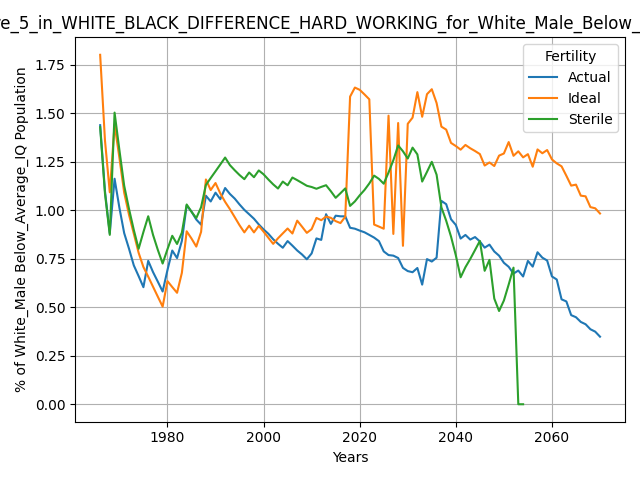 re_5_in_WHITE_BLACK_DIFFERENCE_HARD_WORKING_for_White_Male_Below_
% of White_Male Below_Average_IQ Population
1.75
1.50
1.25
1.00
0.75
0.50
0.25
0.00
Fertility
Actual
Ideal
Sterile
1980
2000
2020
2040
2060
Years